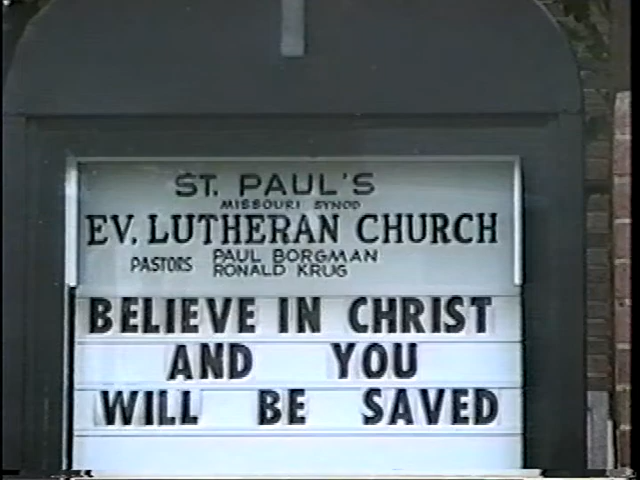 ST. PAUL'S
MISSOURI SYNOD
EV. LUTHERAN CHURCH
PASTORS PAUL BORGMAN
RONALD KRUG
BELIEVE IN CHRIST
AND YOU
WILL BE SAVED